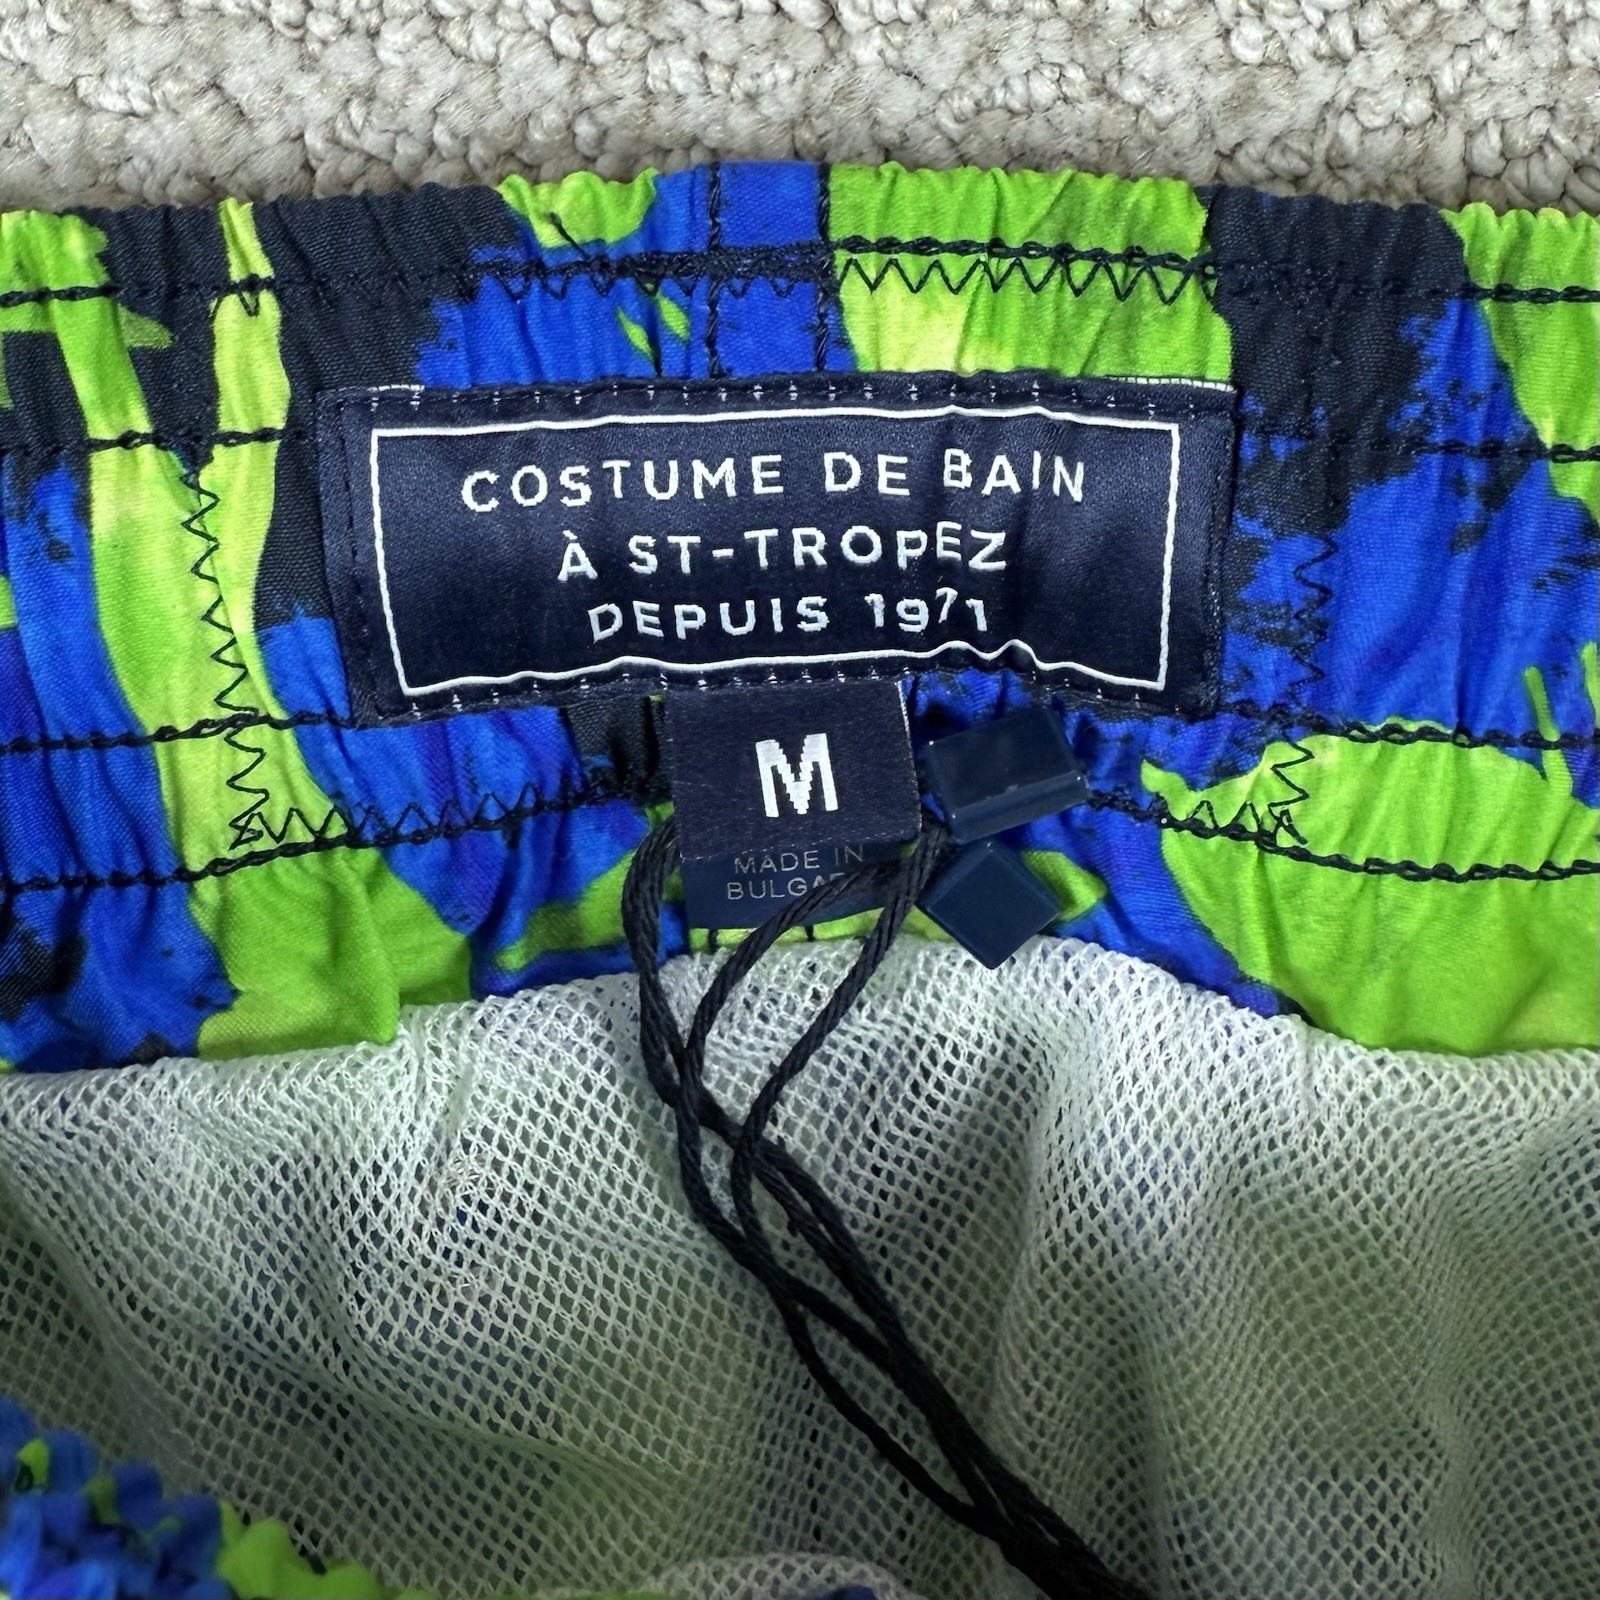 COSTUME DE BAIN
À ST-TROPEZ
DEPUIS 1971
M
MADE IN